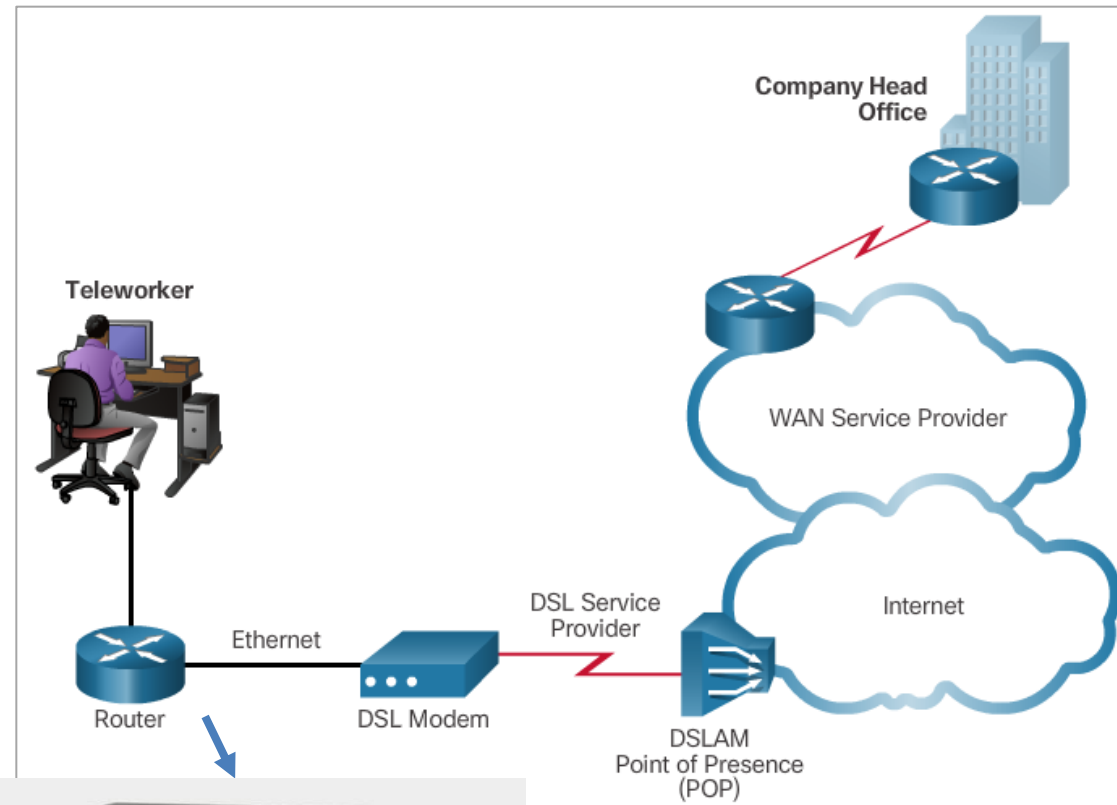 Company Head
Office
Teleworker
WAN Service Provider
DSL Service
Provider
Internet
Ethernet
Router
DSL Modem
DSLAM
Point of Presence
(POP)